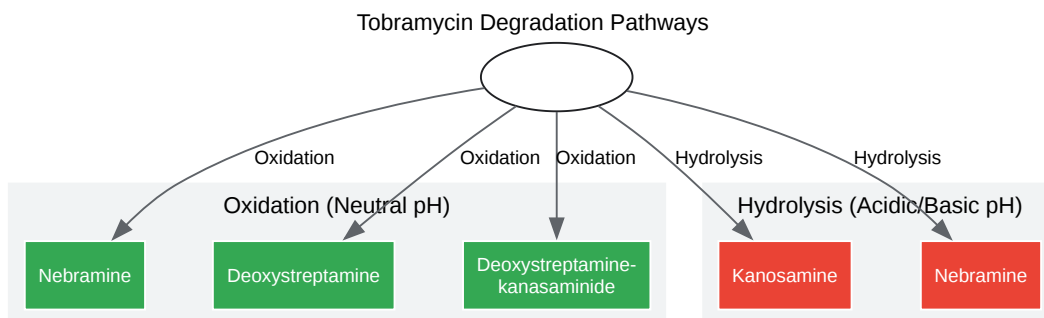 Tobramycin Degradation Pathways
Oxidation
Oxidation
Oxidation
Hydrolysis
Hydrolysis
Oxidation (Neutral pH)
Hydrolysis (Acidic/Basic pH)
Nebramine
Deoxystreptamine
Deoxystreptamine-
kanasaminide
Kanosamine
Nebramine